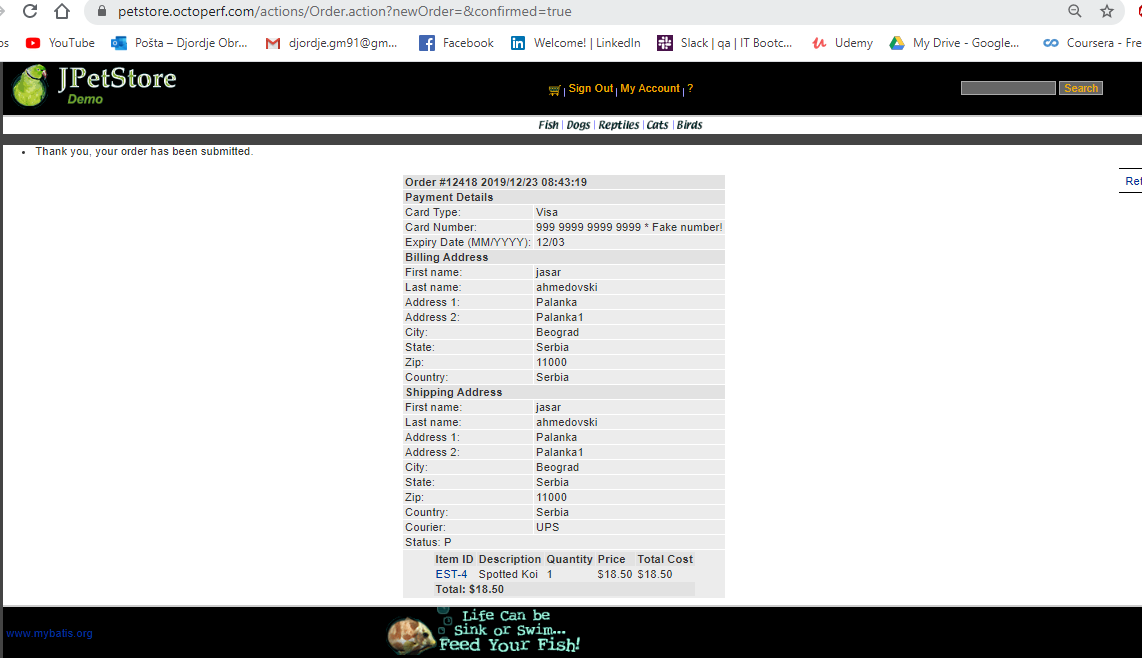 petstore.octoperf.com/actions/Order.action?newOrder=&confirmed=true
YouTube Pošta – Djordje Obr... djordje.gm91@gm... Facebook Welcome! | LinkedIn Slack | qa | IT Bootc... Udemy My Drive - Google... Coursera - Fre
JPetStore
Demo
Sign Out | My Account | ?
Search
Fish | Dogs | Reptiles | Cats | Birds
Thank you, your order has been submitted.
Ret
Order #12418 2019/12/23 08:43:19
Payment Details
Card Type: Visa
Card Number: 999 9999 9999 9999 * Fake number!
Expiry Date (MM/YYYY): 12/03
Billing Address
First name: jasar
Last name: ahmedovski
Address 1: Palanka
Address 2: Palanka1
City: Beograd
State: Serbia
Zip: 11000
Country: Serbia
Shipping Address
First name: jasar
Last name: ahmedovski
Address 1: Palanka
Address 2: Palanka1
City: Beograd
State: Serbia
Zip: 11000
Country: Serbia
Courier: UPS
Status: P
Item ID Description Quantity Price Total Cost
EST-4 Spotted Koi 1 $18.50 $18.50
Total: $18.50
www.mybatis.org
Life Can be
Sink or Swim...
Feed Your Fish!